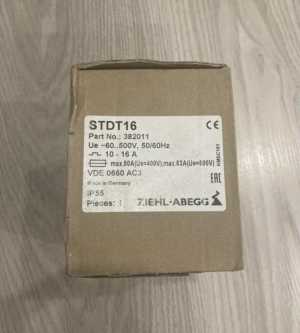 STDT16
Part No.: 382011
Ue ~60..500V, 50/60Hz
10 - 16 A
max.80A(Ue=400V),max.63A(Ue=500V)
VDE 0660 AC3
Made in Germany
IP 55
Pieces: 1
ZIEHL-ABEGG
CE
EAC